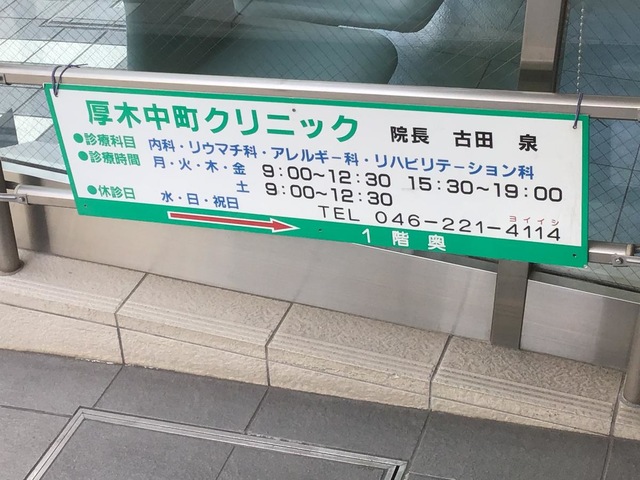 厚木中町クリニック 院長 古田 泉
●診療科目 内科・リウマチ科・アレルギー科・リハビリテーション科
●診療時間 月・火・木・金 9:00~12:30 15:30~19:00
土 9:00~12:30
●休診日 水・日・祝日
ヨイイシ
TEL 046-221-4114
1階奥